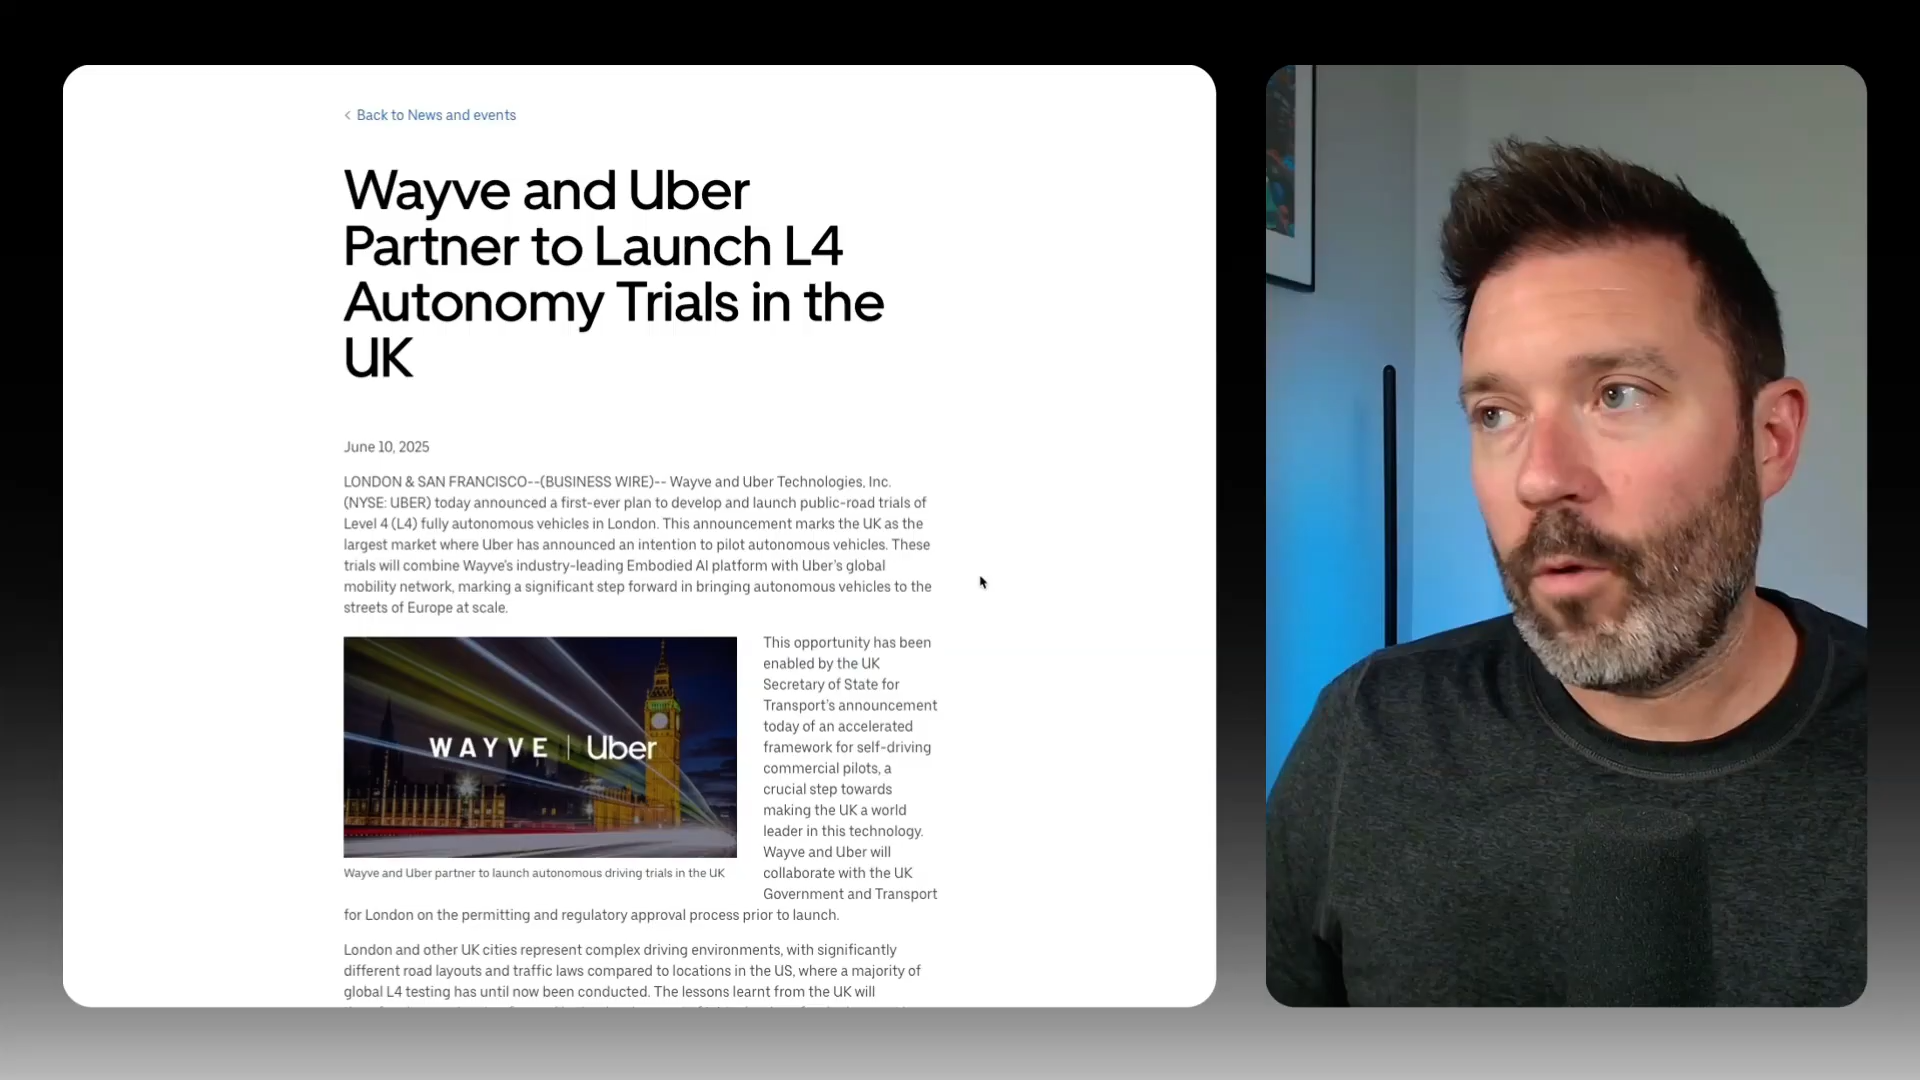 < Back to News and events
Wayve and Uber
Partner to Launch L4
Autonomy Trials in the
UK
June 10, 2025
LONDON & SAN FRANCISCO--(BUSINESS WIRE)-- Wayve and Uber Technologies, Inc.
(NYSE: UBER) today announced a first-ever plan to develop and launch public-road trials of
Level 4 (L4) fully autonomous vehicles in London. This announcement marks the UK as the
largest market where Uber has announced an intention to pilot autonomous vehicles. These
trials will combine Wayve's industry-leading Embodied AI platform with Uber's global
mobility network, marking a significant step forward in bringing autonomous vehicles to the
streets of Europe at scale.
WAYVE | Uber
Wayve and Uber partner to launch autonomous driving trials in the UK
This opportunity has been
enabled by the UK
Secretary of State for
Transport's announcement
today of an accelerated
framework for self-driving
commercial pilots, a
crucial step towards
making the UK a world
leader in this technology.
Wayve and Uber will
collaborate with the UK
Government and Transport
for London on the permitting and regulatory approval process prior to launch.
London and other UK cities represent complex driving environments, with significantly
different road layouts and traffic laws compared to locations in the US, where a majority of
global L4 testing has until now been conducted. The lessons learnt from the UK will